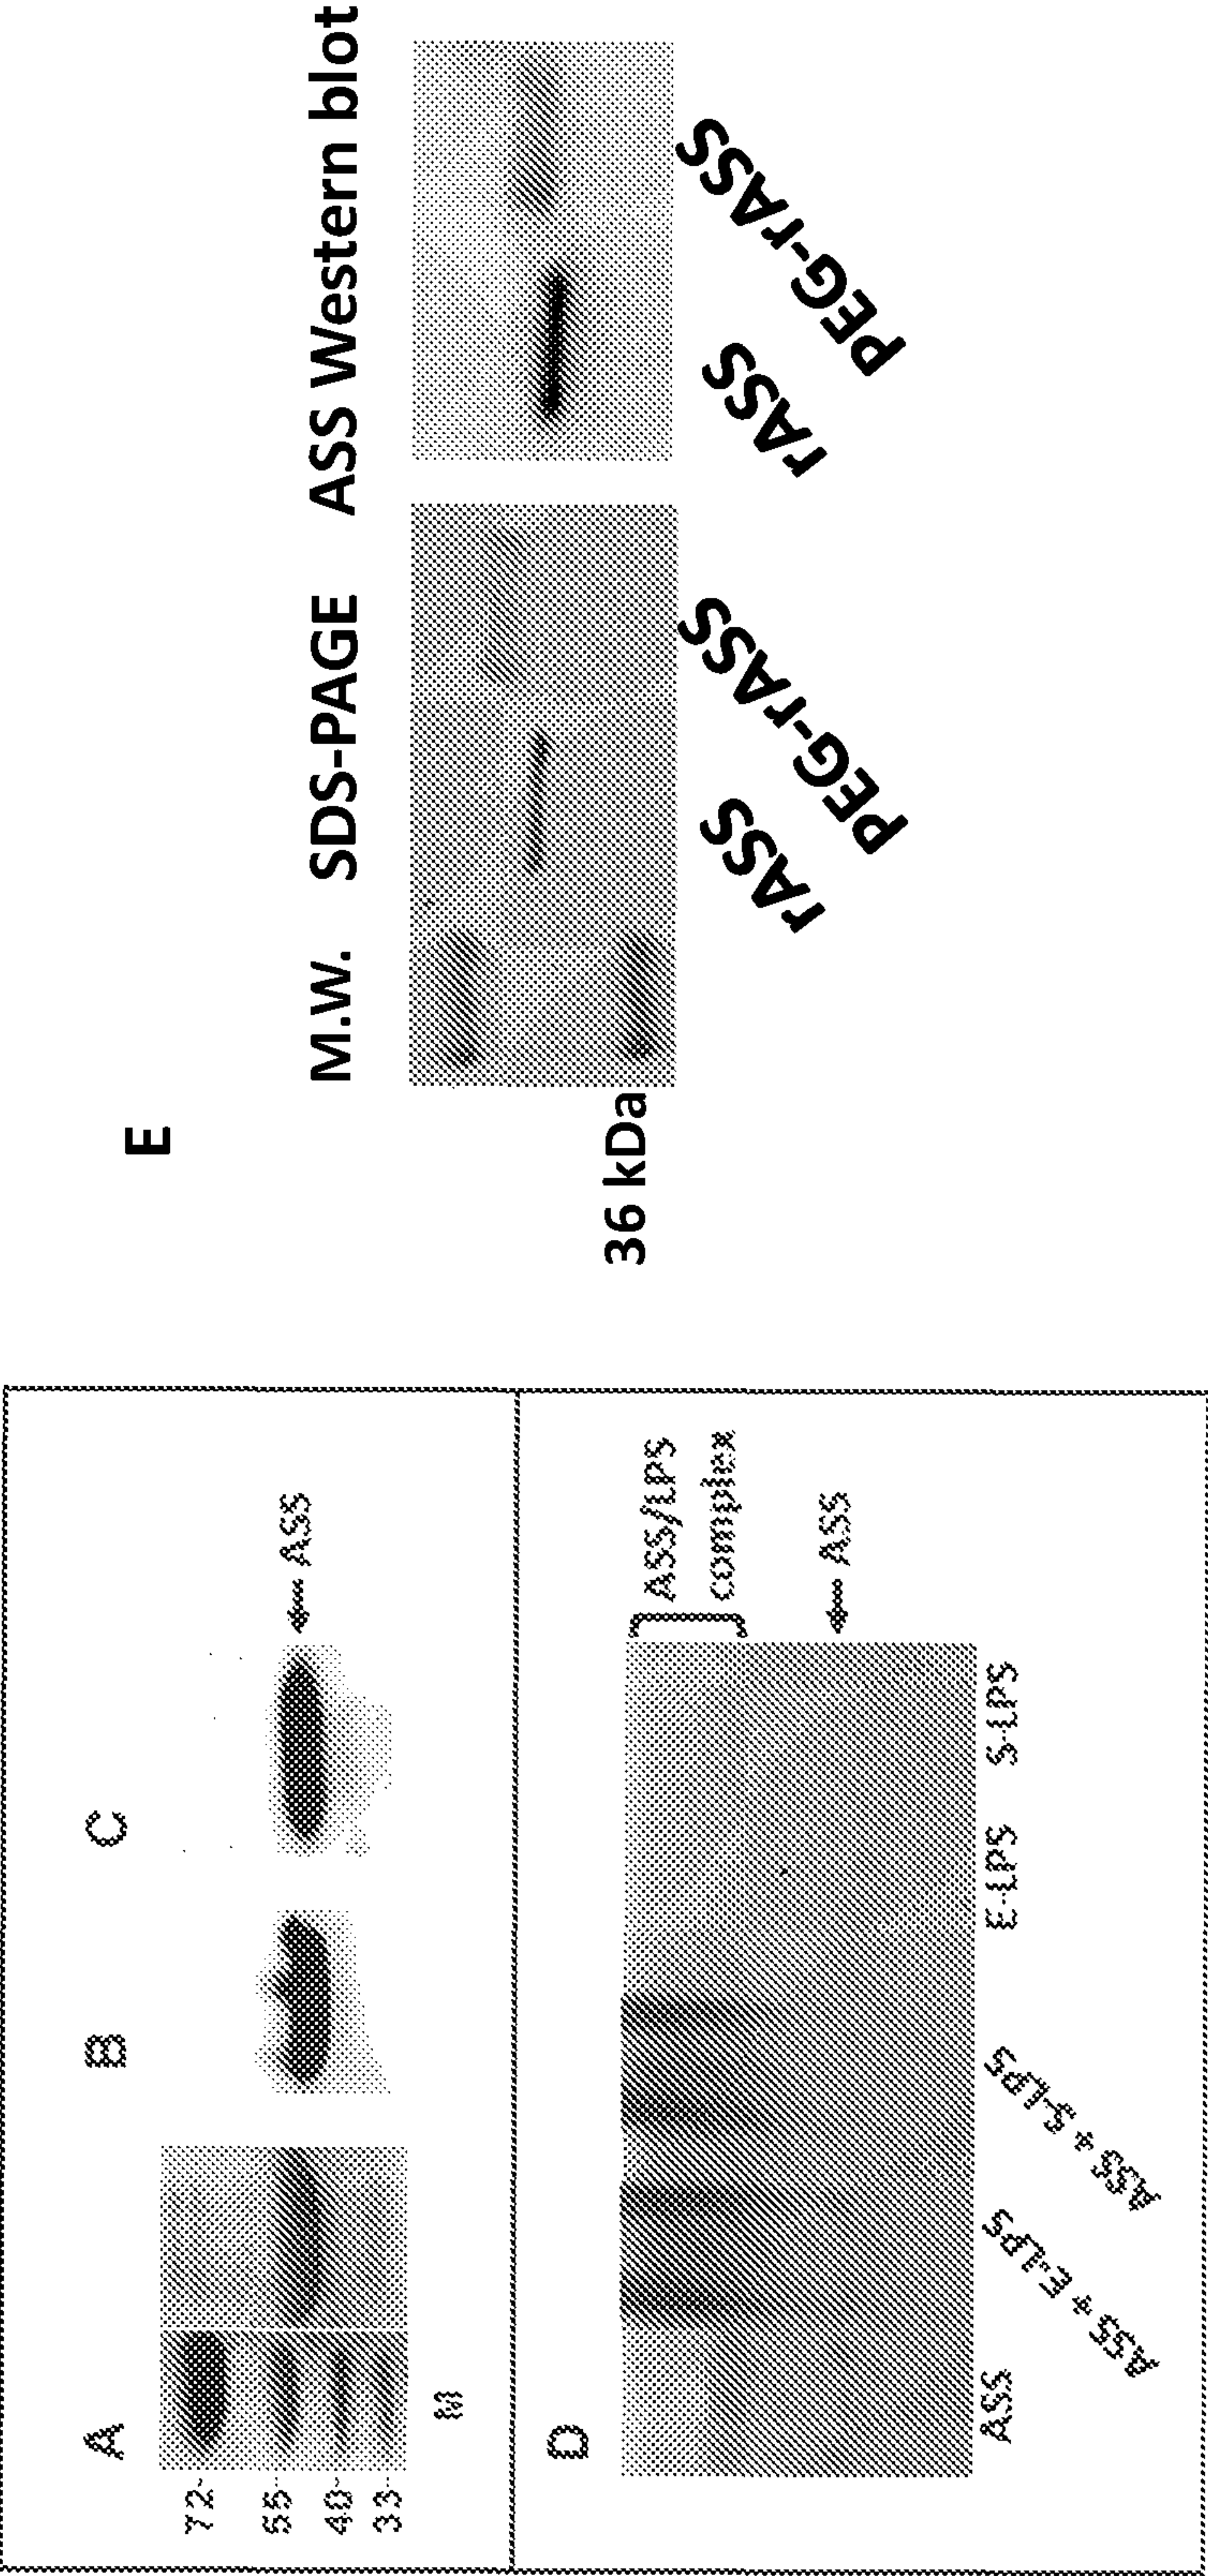 A
B
C
72-
55-
40-
33-
M
← ASS
D
ASS/LPS
complex
← ASS
ASS
ASS + E-LPS
ASS + S-LPS
E-LPS
S-LPS
E
M.W.
SDS-PAGE
ASS Western blot
36 kDa
rASS
PEG-rASS
rASS
PEG-rASS